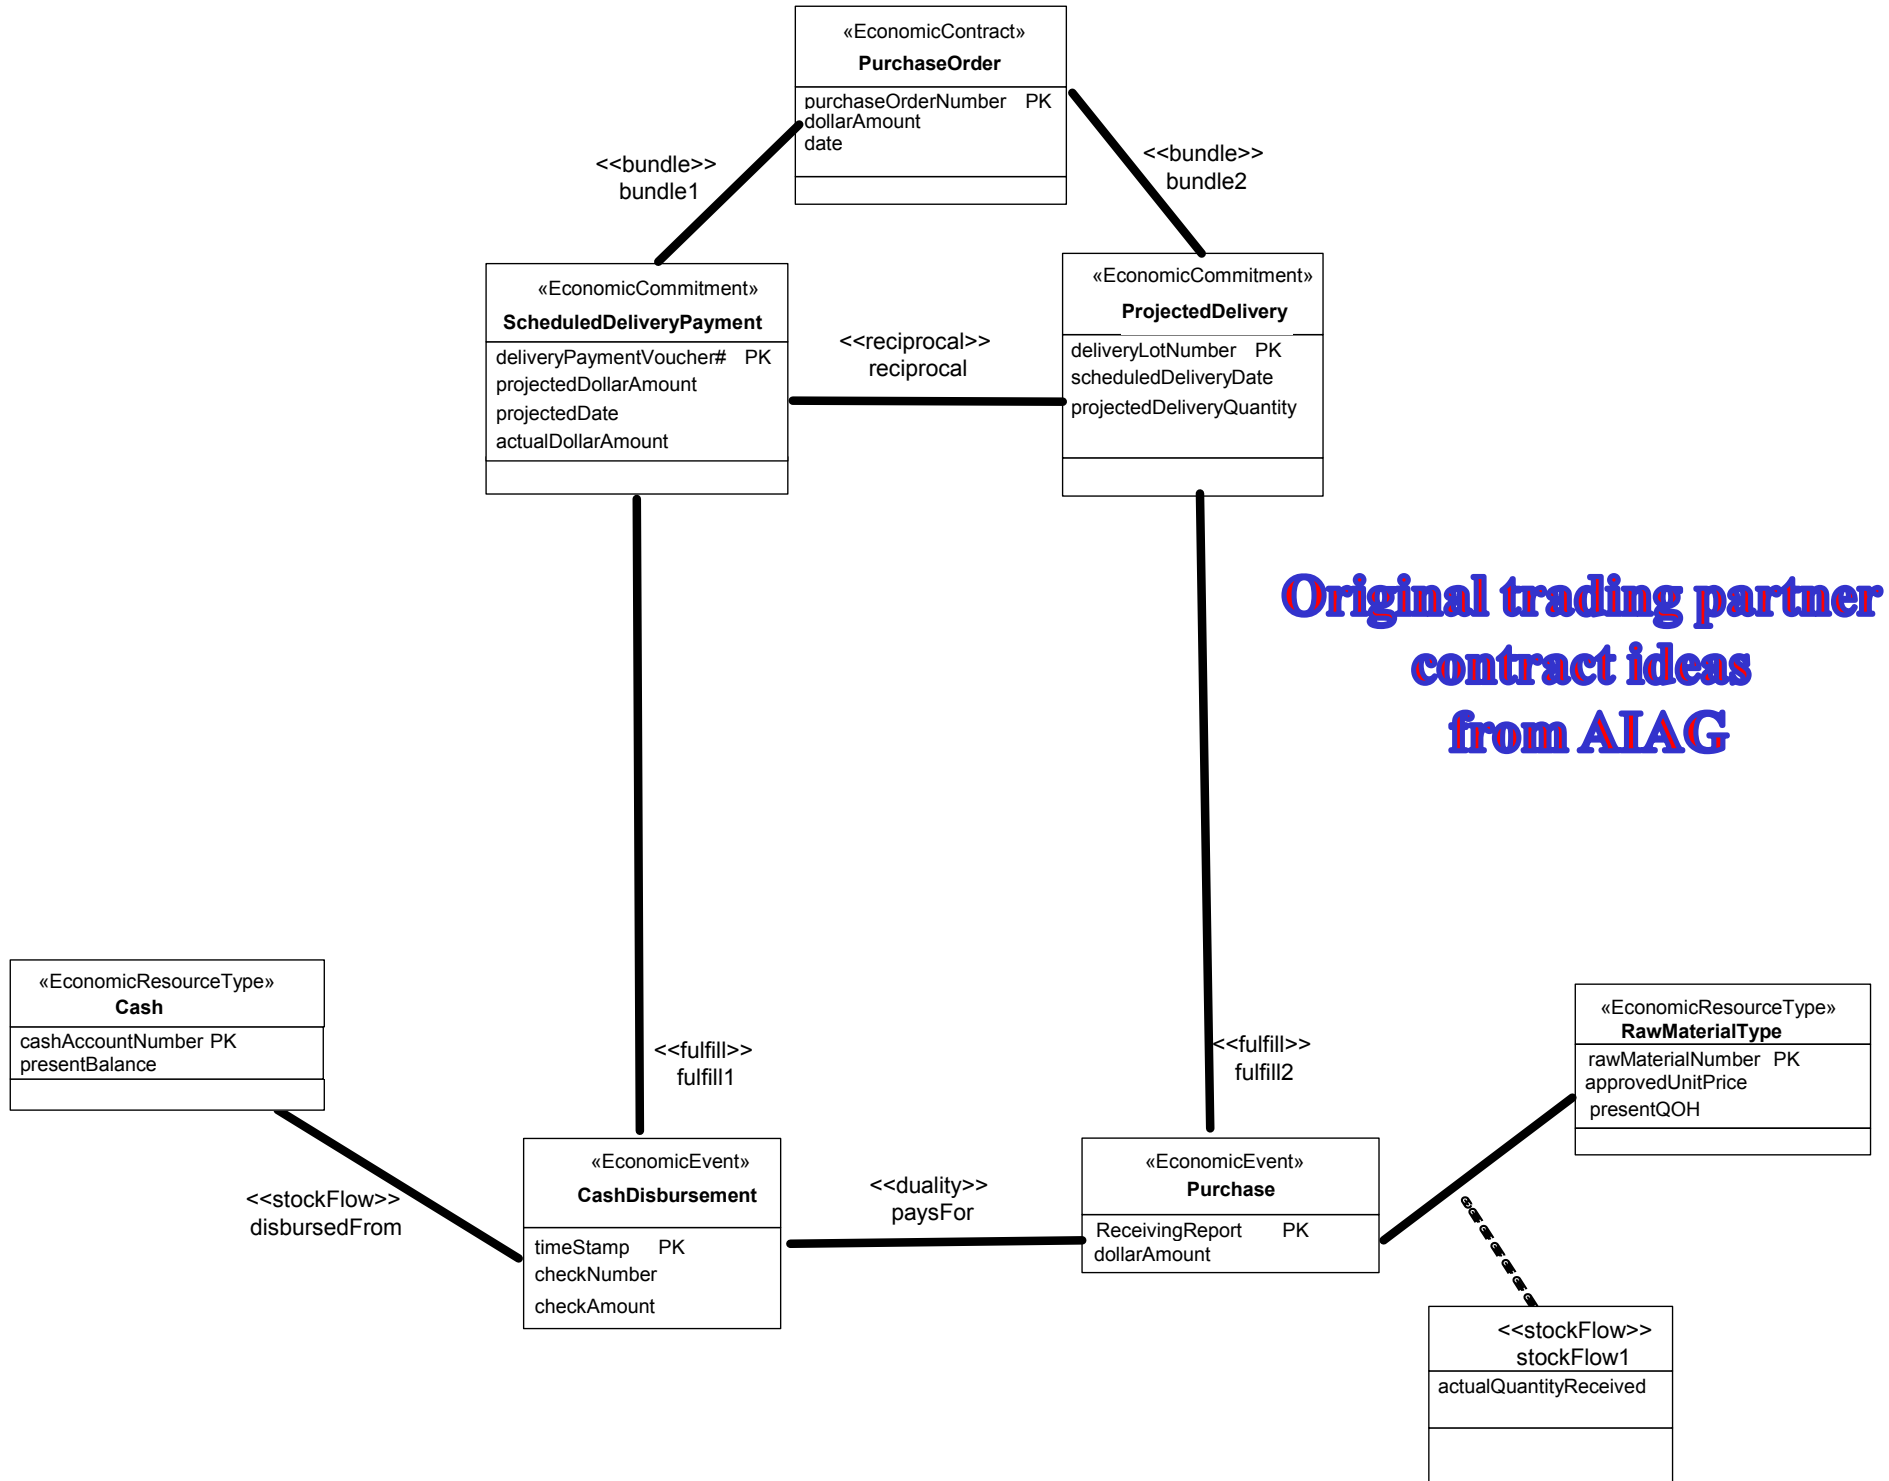 «EconomicContract»
PurchaseOrder
purchaseOrderNumber PK
dollarAmount
date
<<bundle>>
bundle1
<<bundle>>
bundle2
«EconomicCommitment»
ScheduledDeliveryPayment
deliveryPaymentVoucher# PK
projectedDollarAmount
projectedDate
actualDollarAmount
<<reciprocal>>
reciprocal
«EconomicCommitment»
ProjectedDelivery
deliveryLotNumber PK
scheduledDeliveryDate
projectedDeliveryQuantity
Original trading partner
contract ideas
from AIAG
«EconomicResourceType»
Cash
cashAccountNumber PK
presentBalance
<<fulfill>>
fulfill1
<<fulfill>>
fulfill2
«EconomicResourceType»
RawMaterialType
rawMaterialNumber PK
approvedUnitPrice
presentQOH
<<stockFlow>>
disbursedFrom
«EconomicEvent»
CashDisbursement
timeStamp PK
checkNumber
checkAmount
<<duality>>
paysFor
«EconomicEvent»
Purchase
ReceivingReport PK
dollarAmount
<<stockFlow>>
stockFlow1
actualQuantityReceived